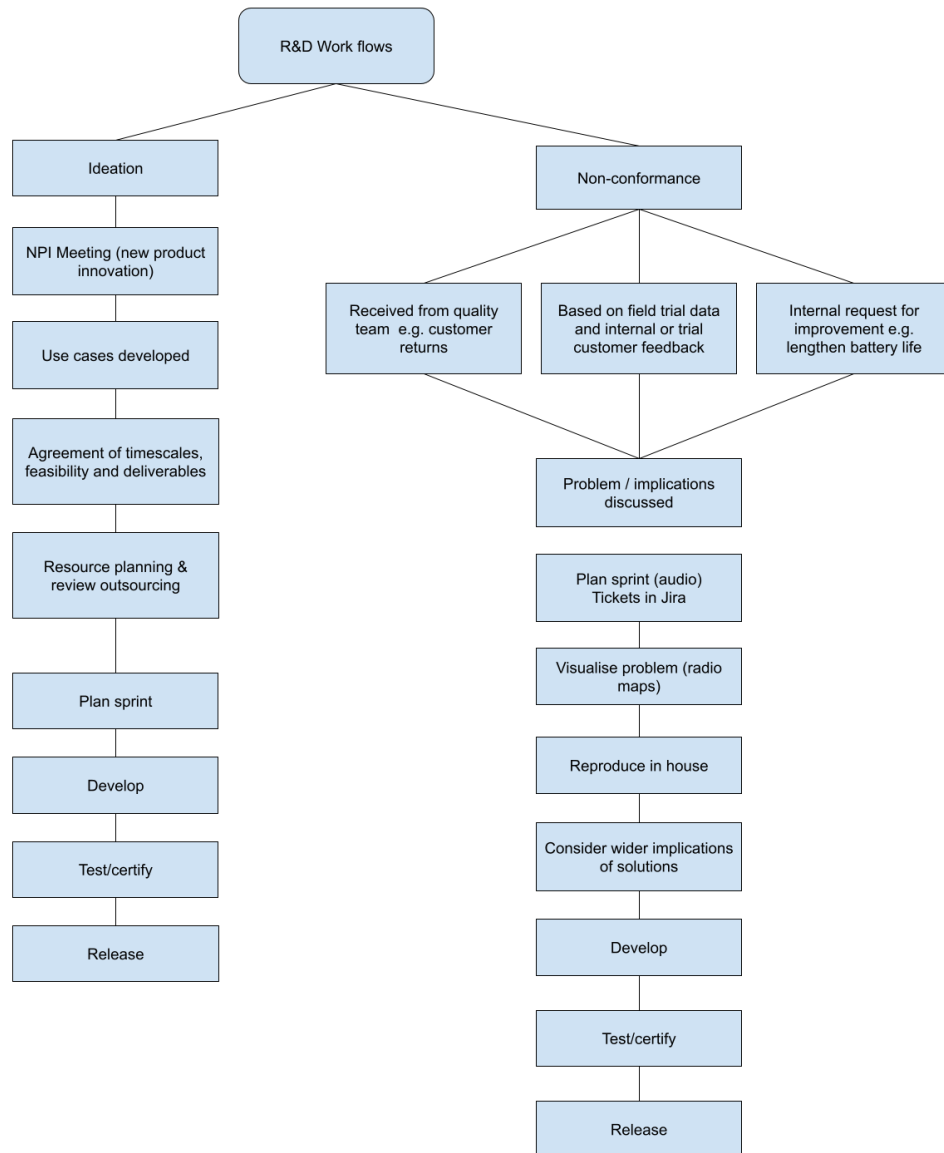 R&D Work flows
Ideation
NPI Meeting (new product
innovation)
Use cases developed
Agreement of timescales,
feasibility and deliverables
Resource planning &
review outsourcing
Plan sprint
Develop
Test/certify
Release
Non-conformance
Received from quality
team  e.g. customer
returns
Based on field trial data
and internal or trial
customer feedback
Internal request for
improvement e.g.
lengthen battery life
Problem / implications
discussed
Plan sprint (audio)
Tickets in Jira
Visualise problem (radio
maps)
Reproduce in house
Consider wider implications
of solutions
Develop
Test/certify
Release